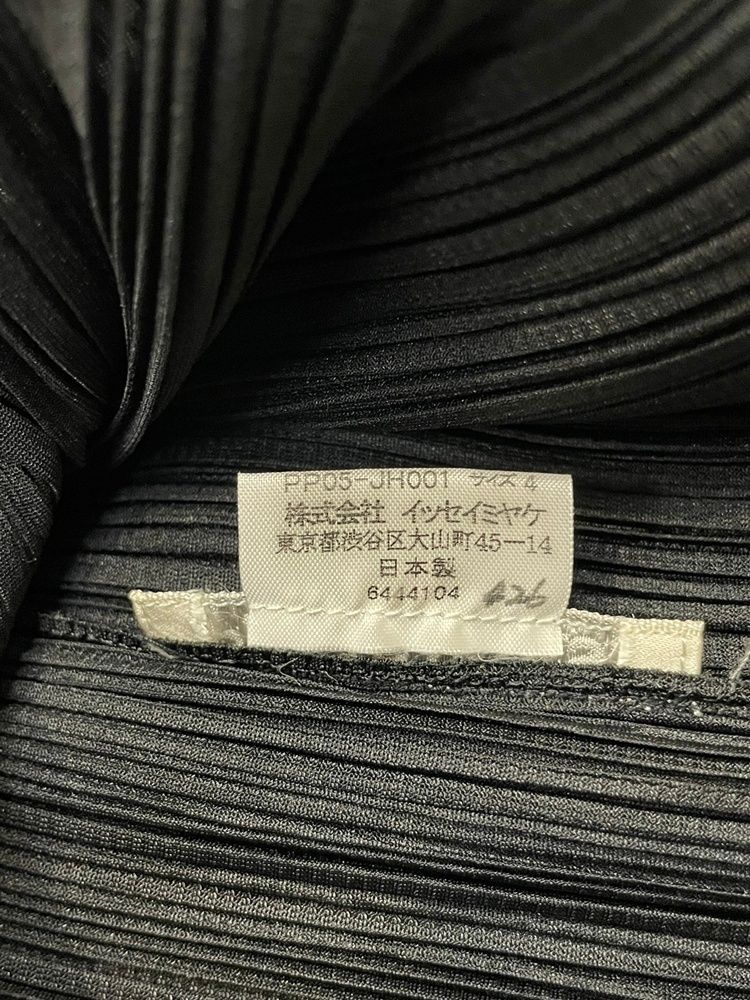 PP05-JH001 サイズ 4
株式会社 イッセイミヤケ
東京都渋谷区大山町45−14
日本製
6444104